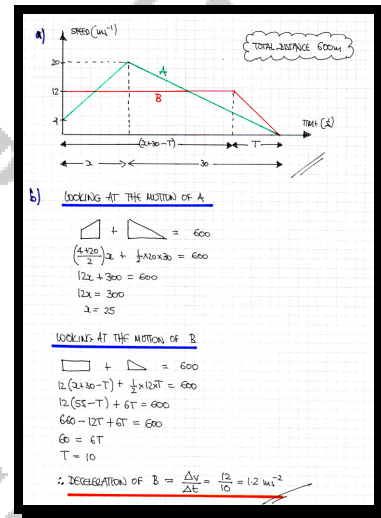 a) SPEED (ms⁻¹)
TOTAL DISTANCE 600m
20
A
12
B
4
TIME (s)
(x+30-T)
T
x
30
b) LOOKING AT THE MOTION OF A
+ = 600
(4+20/2)x + ½×20×30 = 600
12x + 300 = 600
12x = 300
x = 25
LOOKING AT THE MOTION OF B
+ = 600
12(x+30-T) + ½×12×T = 600
12(55-T) + 6T = 600
660 - 12T + 6T = 600
60 = 6T
T = 10
∴ DECELERATION OF B = Δv/Δt = 12/10 = 1.2 ms⁻²